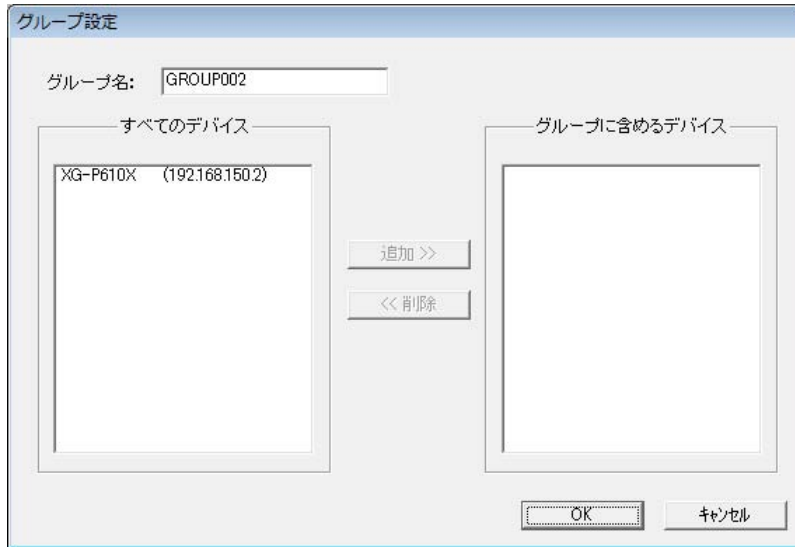 グループ設定
グループ名: GROUP002
すべてのデバイス
XG-P610X (192.168.150.2)
追加 >>
<< 削除
グループに含めるデバイス
OK キャンセル